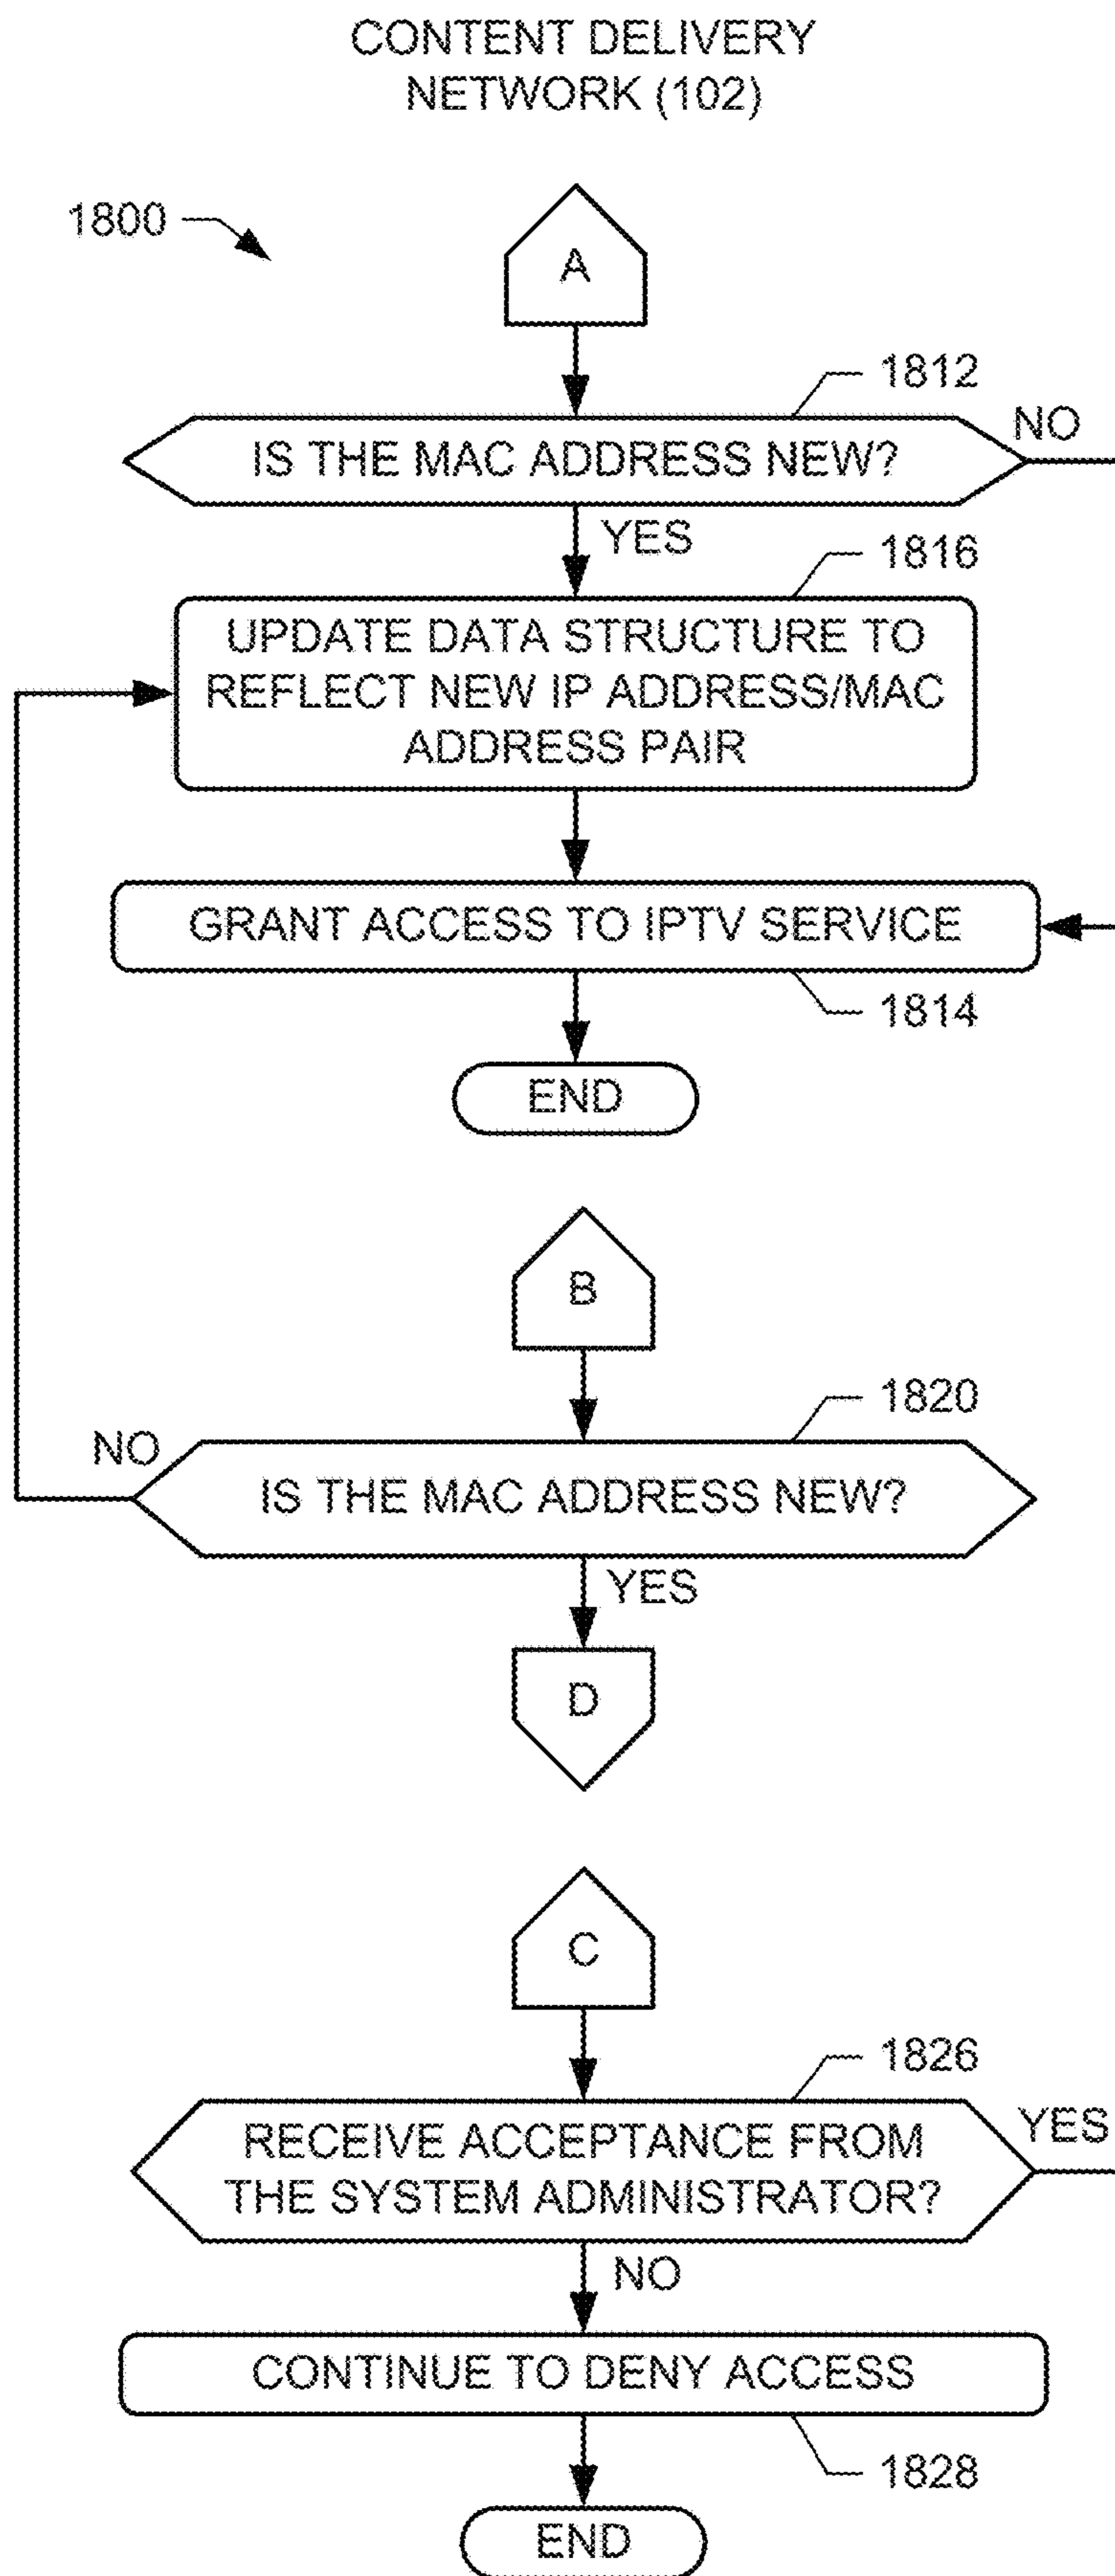 CONTENT DELIVERY
NETWORK (102)
1800
A
1812
IS THE MAC ADDRESS NEW?
NO
YES
1816
UPDATE DATA STRUCTURE TO
REFLECT NEW IP ADDRESS/MAC
ADDRESS PAIR
GRANT ACCESS TO IPTV SERVICE
1814
END
B
1820
NO
IS THE MAC ADDRESS NEW?
YES
D
C
1826
RECEIVE ACCEPTANCE FROM
THE SYSTEM ADMINISTRATOR?
YES
NO
CONTINUE TO DENY ACCESS
1828
END